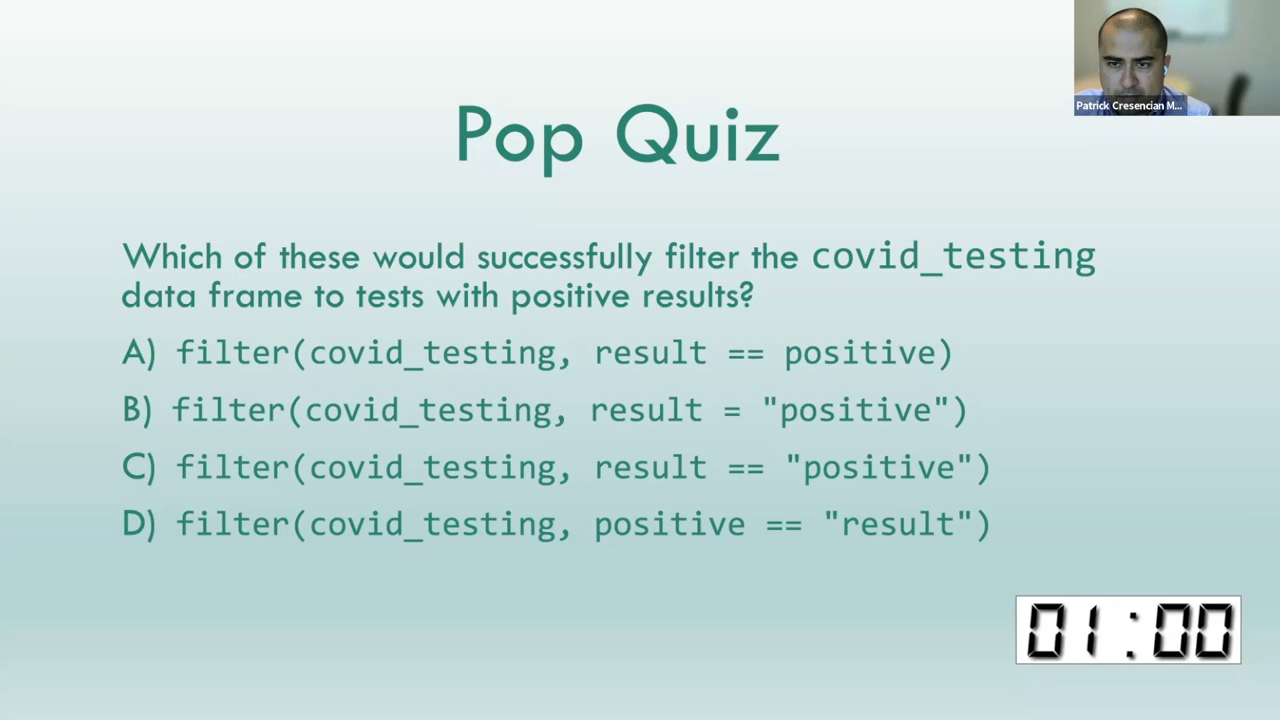 Patrick Cresencian M...
Pop Quiz
Which of these would successfully filter the covid_testing
data frame to tests with positive results?
A) filter(covid_testing, result == positive)
B) filter(covid_testing, result = "positive")
C) filter(covid_testing, result == "positive")
D) filter(covid_testing, positive == "result")
01:00